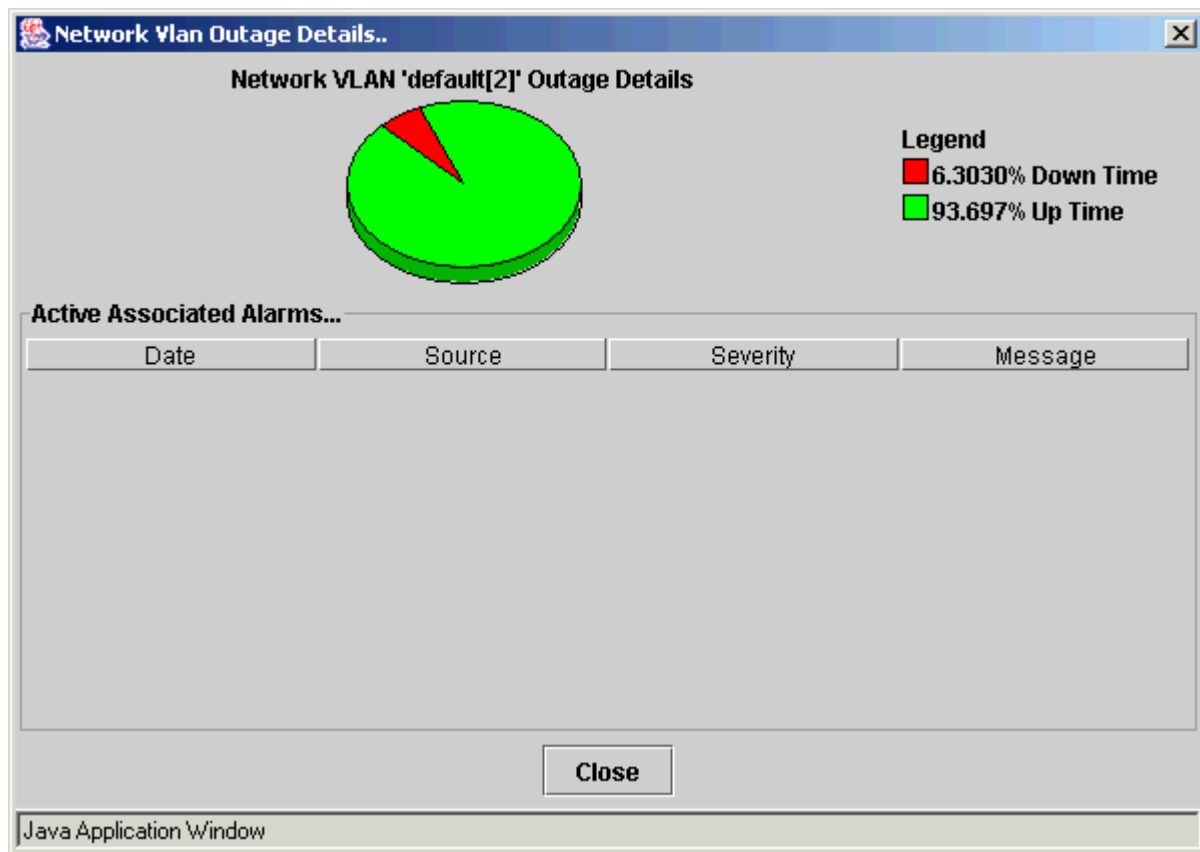 Network Vlan Outage Details..
Network VLAN 'default[2]' Outage Details
Legend
6.3030% Down Time
93.697% Up Time
Active Associated Alarms...
Date Source Severity Message
Close
Java Application Window